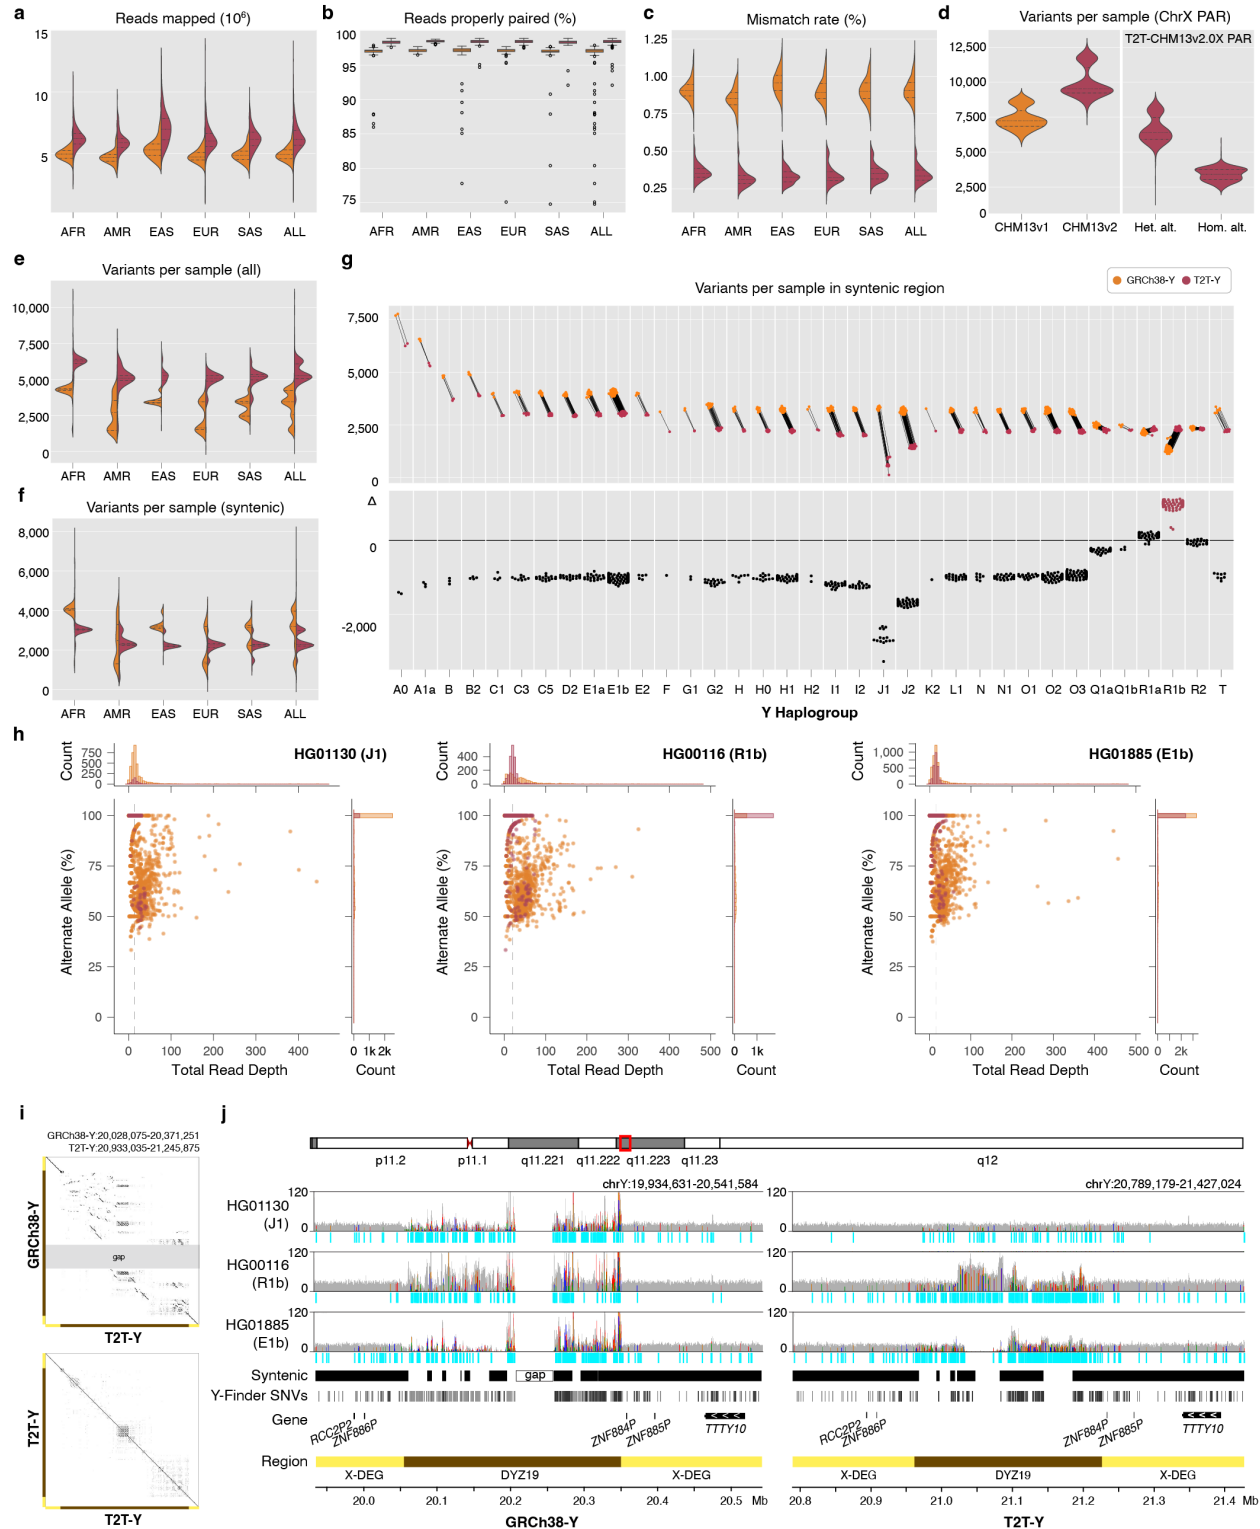 a
Reads mapped (10⁶)
15
10
5
AFR AMR EAS EUR SAS ALL
b
Reads properly paired (%)
100
95
90
85
80
75
AFR AMR EAS EUR SAS ALL
c
Mismatch rate (%)
1.25
1.00
0.75
0.50
0.25
AFR AMR EAS EUR SAS ALL
d
Variants per sample (ChrX PAR)
T2T-CHM13v2.0X PAR
12,500
10,000
7,500
5,000
2,500
0
CHM13v1 CHM13v2 Het. alt. Hom. alt.
e
Variants per sample (all)
10,000
7,500
5,000
2,500
0
AFR AMR EAS EUR SAS ALL
f
Variants per sample (syntenic)
8,000
6,000
4,000
2,000
0
AFR AMR EAS EUR SAS ALL
g
Variants per sample in syntenic region
GRCh38-Y T2T-Y
7,500
5,000
2,500
0
Δ
0
-2,000
A0 A1a B B2 C1 C3 C5 D2 E1a E1b E2 F G1 G2 H H0 H1 H2 I1 I2 J1 J2 K2 L1 N N1 O1 O2 O3 Q1a Q1b R1a R1b R2 T
Y Haplogroup
h
HG01130 (J1)
Count
750
500
250
0
0 100 200 300 400
Alternate Allele (%)
100
75
50
25
0
0 100 200 300 400
Total Read Depth
0 1k 2k
Count
HG00116 (R1b)
Count
400
200
0
0 100 200 300 400 500
Alternate Allele (%)
100
75
50
25
0
0 100 200 300 400 500
Total Read Depth
0 1k
Count
HG01885 (E1b)
Count
1,000
500
0
0 100 200 300 400 500
Alternate Allele (%)
100
75
50
25
0
0 100 200 300 400 500
Total Read Depth
0 2k
Count
i
GRCh38-Y:20,028,075-20,371,251
T2T-Y:20,933,035-21,245,875
GRCh38-Y
gap
T2T-Y
T2T-Y
T2T-Y
j
p11.2 p11.1 q11.221 q11.222 q11.223 q11.23 q12
chrY:19,934,631-20,541,584
chrY:20,789,179-21,427,024
HG01130
(J1)
120
0
120
0
HG00116
(R1b)
120
0
120
0
HG01885
(E1b)
120
0
120
0
Syntenic
gap
Y-Finder SNVs
Gene
RCC2P2 ZNF886P ZNF884P ZNF885P TTTY10
RCC2P2 ZNF886P ZNF884P ZNF885P TTTY10
Region
X-DEG DYZ19 X-DEG
X-DEG DYZ19 X-DEG
20.0 20.1 20.2 20.3 20.4 20.5 Mb
20.8 20.9 21.0 21.1 21.2 21.3 21.4 Mb
GRCh38-Y
T2T-Y